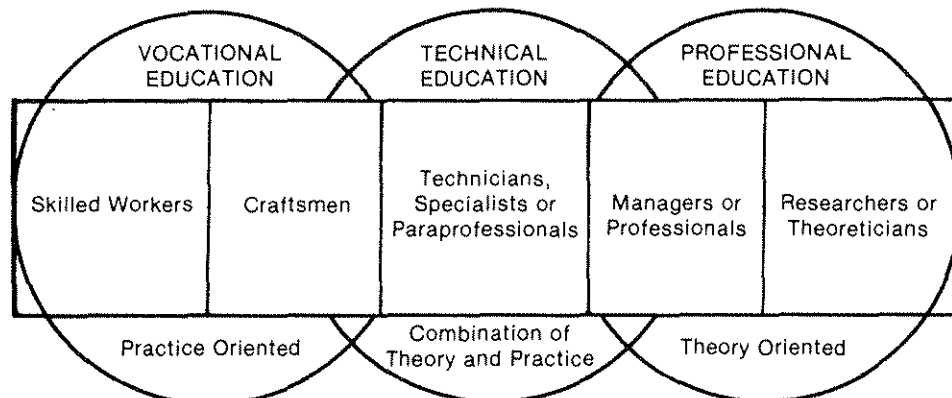 VOCATIONAL
EDUCATION
TECHNICAL
EDUCATION
PROFESSIONAL
EDUCATION
Skilled Workers
Craftsmen
Technicians,
Specialists or
Paraprofessionals
Managers or
Professionals
Researchers or
Theoreticians
Practice Oriented
Combination of
Theory and Practice
Theory Oriented